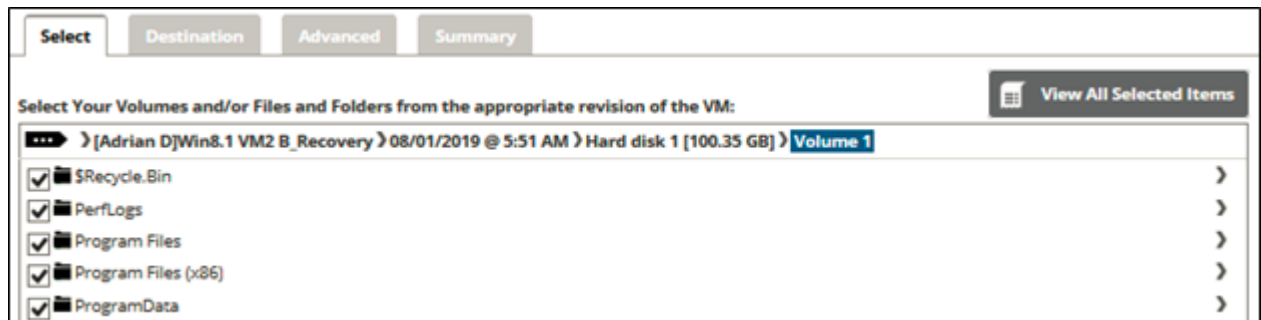 Select Destination Advanced Summary
View All Selected Items
Select Your Volumes and/or Files and Folders from the appropriate revision of the VM:
[Adrian D]Win8.1 VM2 B_Recovery 08/01/2019 @ 5:51 AM Hard disk 1 [100.35 GB] Volume 1
$Recycle.Bin
PerfLogs
Program Files
Program Files (x86)
ProgramData